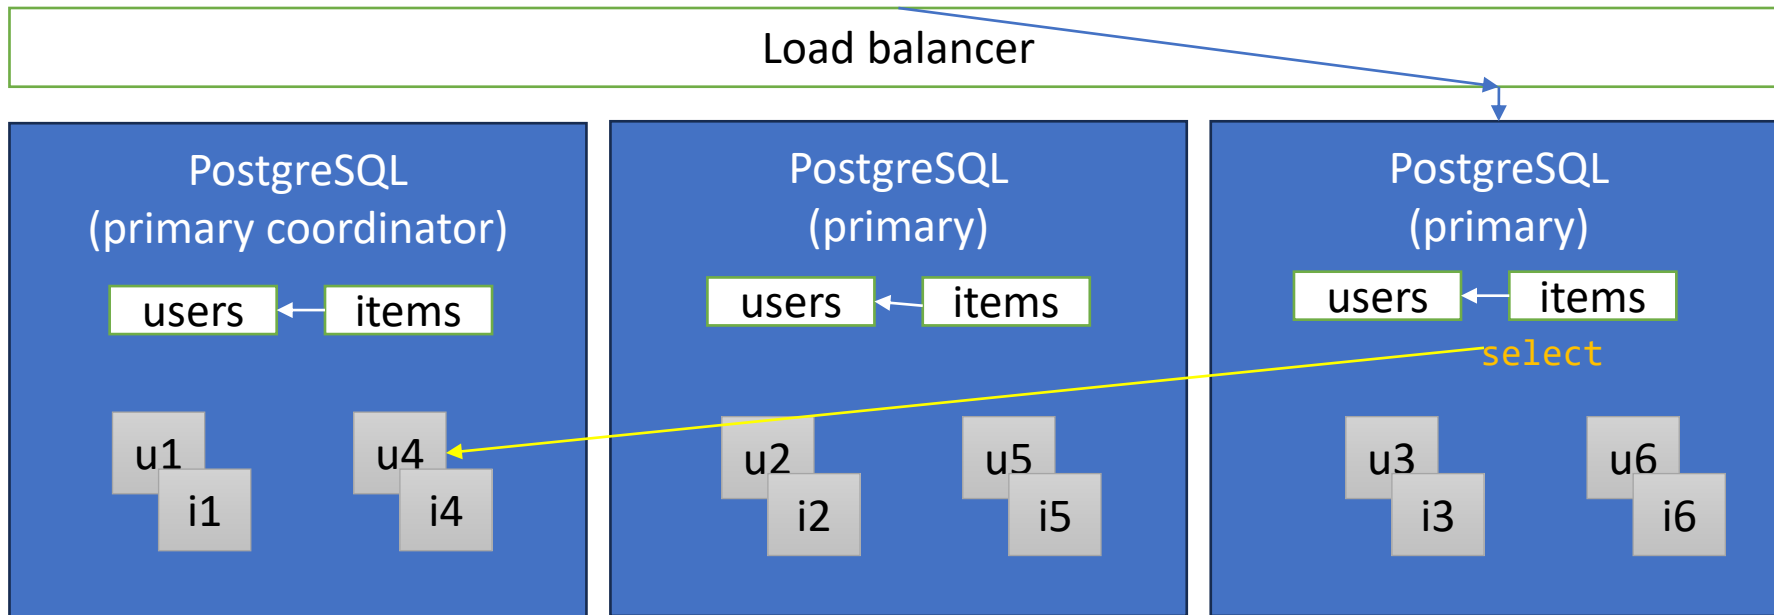 Load balancer
PostgreSQL
(primary coordinator)
users
items
u1
i1
u4
i4
PostgreSQL
(primary)
users
items
u2
i2
u5
i5
PostgreSQL
(primary)
users
items
select
u3
i3
u6
i6